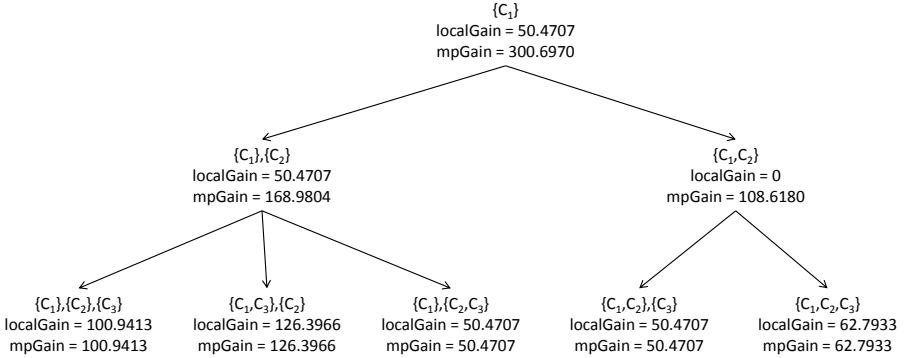 {C₁}
localGain = 50.4707
mpGain = 300.6970
{C₁},{C₂}
localGain = 50.4707
mpGain = 168.9804
{C₁,C₂}
localGain = 0
mpGain = 108.6180
{C₁},{C₂},{C₃}
localGain = 100.9413
mpGain = 100.9413
{C₁,C₃},{C₂}
localGain = 126.3966
mpGain = 126.3966
{C₁},{C₂,C₃}
localGain = 50.4707
mpGain = 50.4707
{C₁,C₂},{C₃}
localGain = 50.4707
mpGain = 50.4707
{C₁,C₂,C₃}
localGain = 62.7933
mpGain = 62.7933